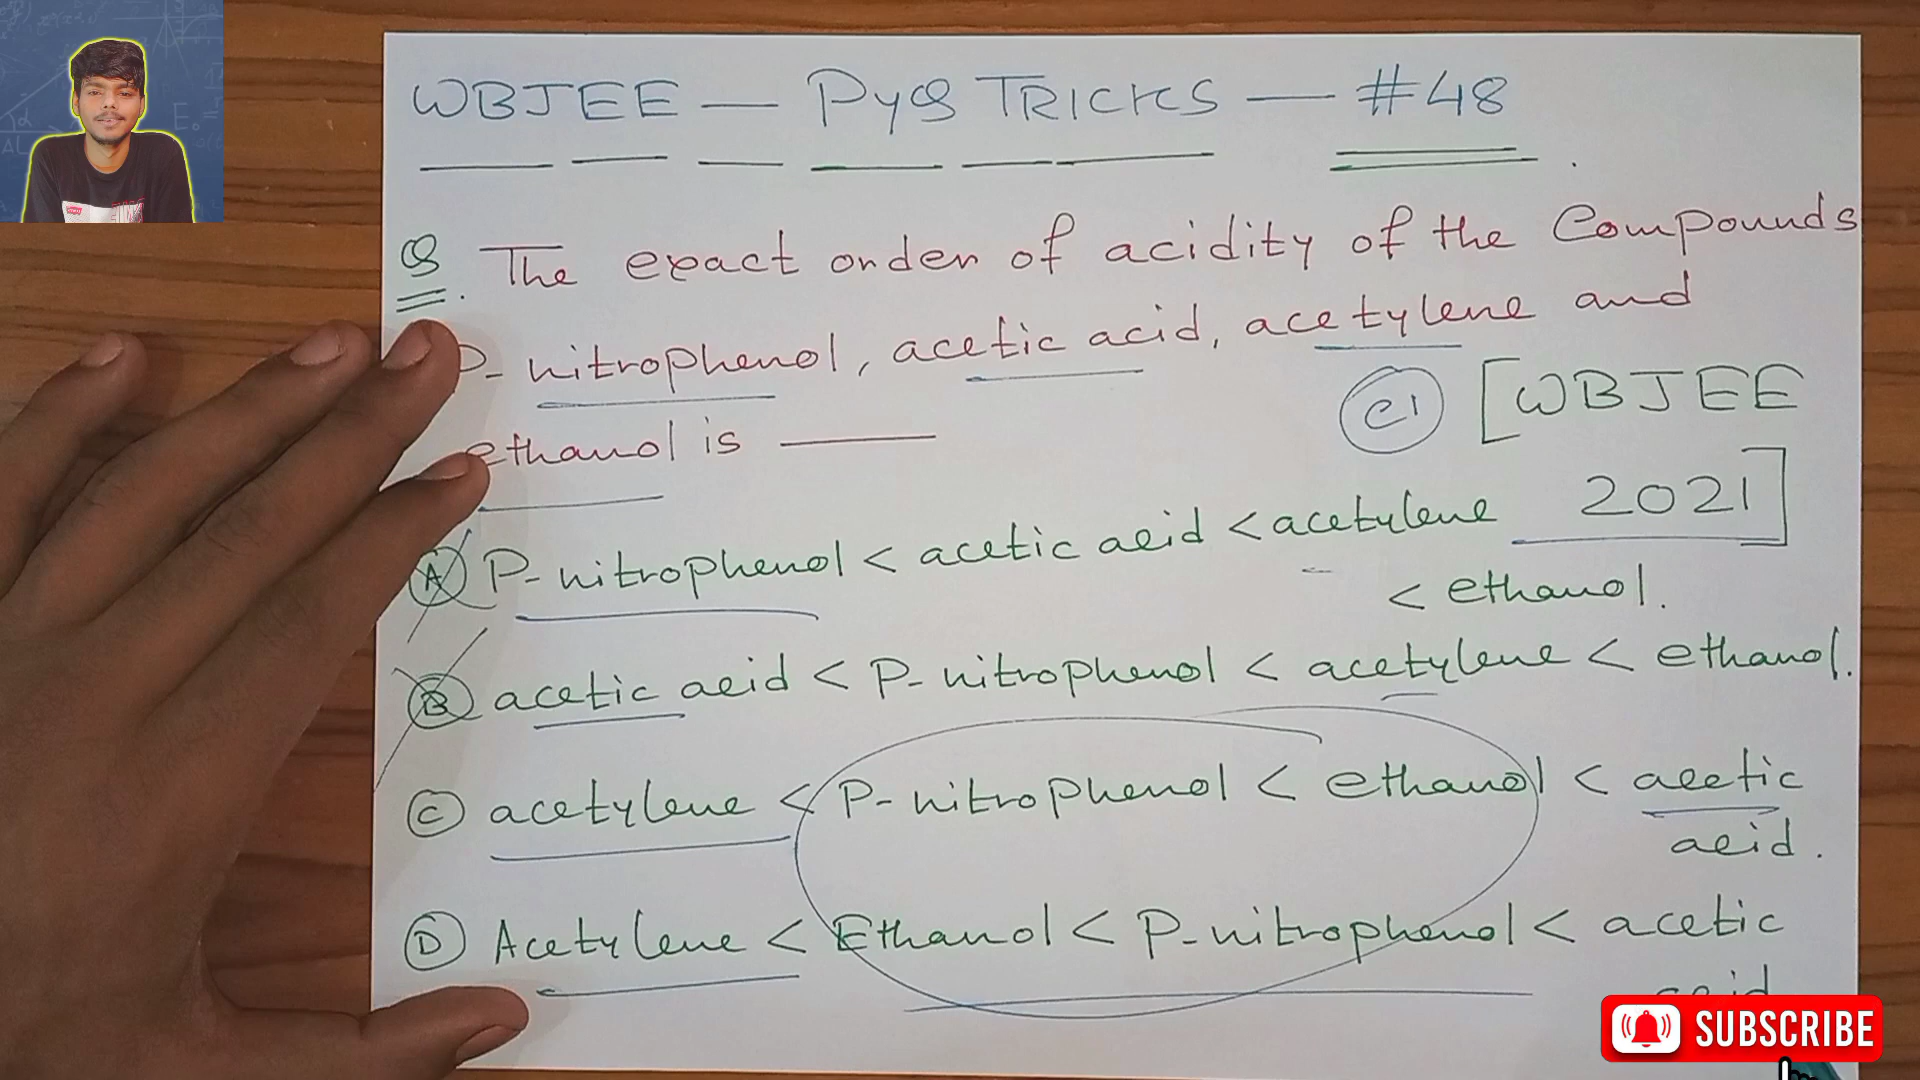 WBJEE — PYQ TRICKS — #48
Q. The exact order of acidity of the Compounds
P-nitrophenol, acetic acid, acetylene and
ethanol is ———
e1 [WBJEE
2021]
(A) P-nitrophenol < acetic acid < acetylene
< ethanol.
(B) acetic acid < P-nitrophenol < acetylene < ethanol.
(C) acetylene < P-nitrophenol < ethanol < acetic
acid.
(D) Acetylene < Ethanol < P-nitrophenol < acetic
acid
SUBSCRIBE